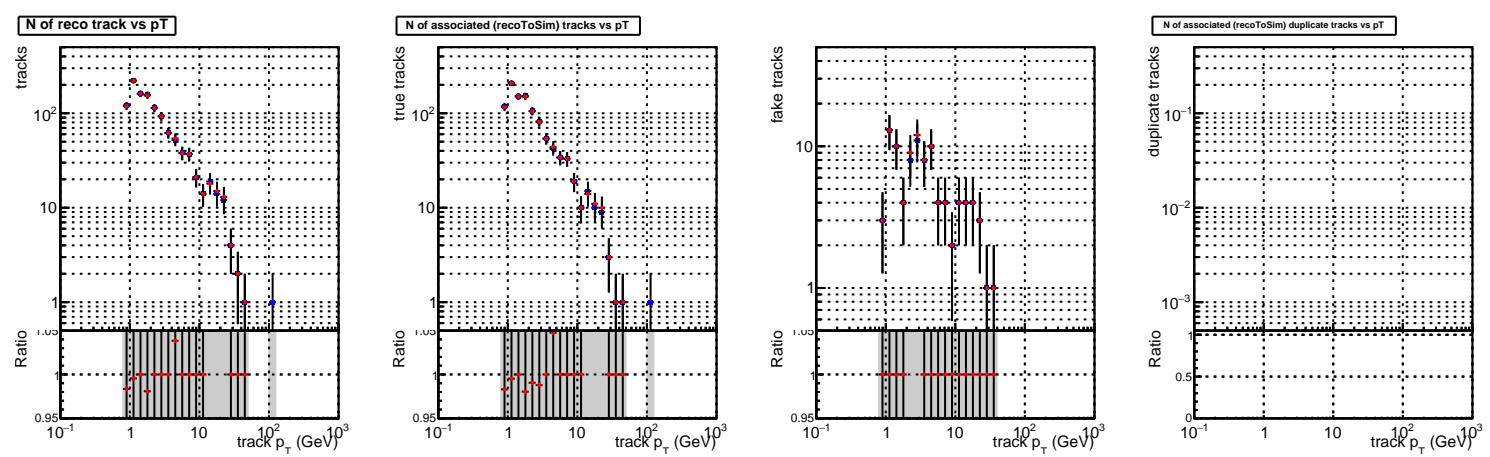 N of reco track vs pT
N of associated (recoToSim) tracks vs pT
N of associated (recoToSim) duplicate tracks vs pT
tracks
10²
10
1
Ratio
1.05
1
0.95
10⁻¹ 1 10 10² 10³
track p_T (GeV)
true tracks
10²
10
1
Ratio
1.05
1
0.95
10⁻¹ 1 10 10² 10³
track p_T (GeV)
fake tracks
10
1
Ratio
1.05
1
0.95
10⁻¹ 1 10 10² 10³
track p_T (GeV)
duplicate tracks
10⁻¹
10⁻²
10⁻³
Ratio
1
0.5
0
10⁻¹ 1 10 10² 10³
track p_T (GeV)